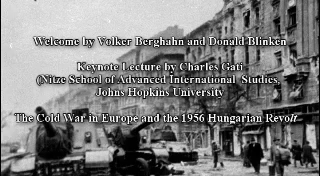 Welcome by Volker Berghahn and Donald Blinken
Keynote Lecture by Charles Gati
(Nitze School of Advanced International Studies,
Johns Hopkins University
The Cold War in Europe and the 1956 Hungarian Revolt